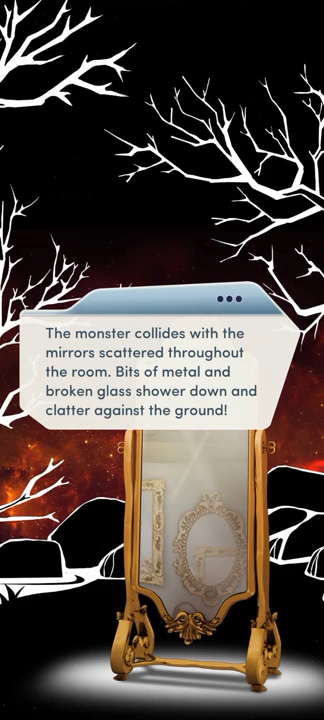 The monster collides with the
mirrors scattered throughout
the room. Bits of metal and
broken glass shower down and
clatter against the ground!